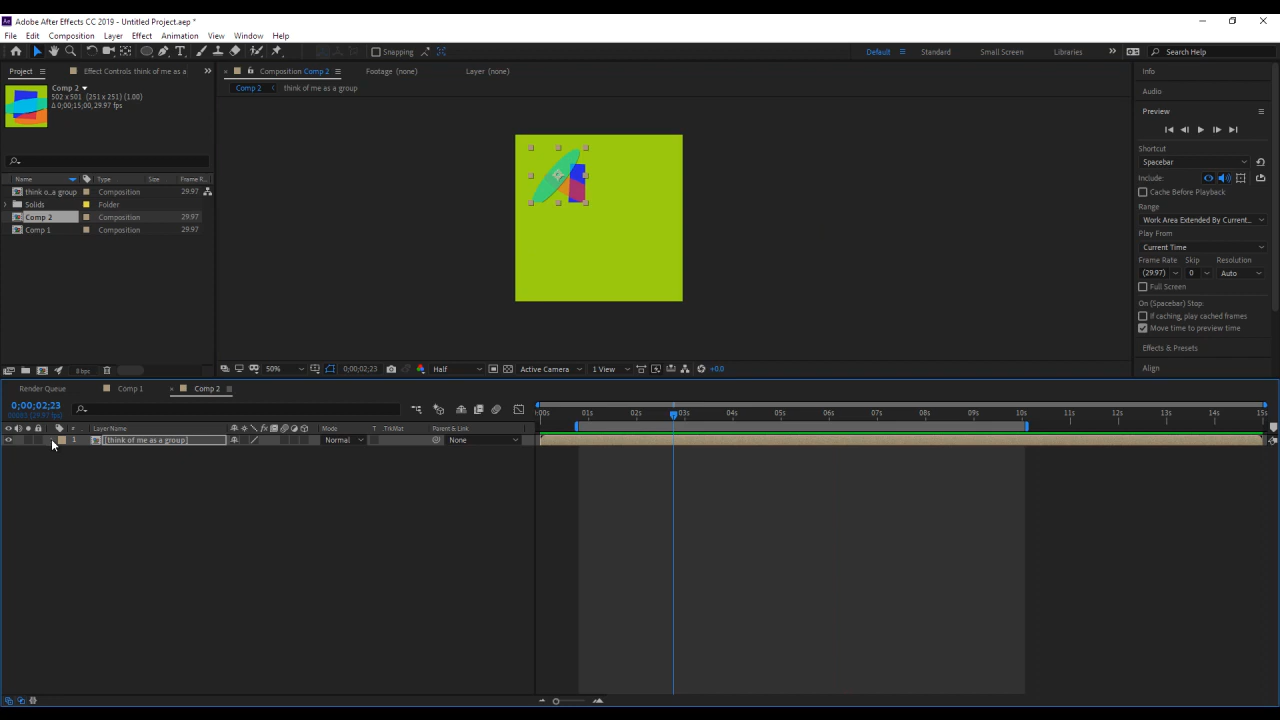 Adobe After Effects CC 2019 - Untitled Project.aep *
File Edit Composition Layer Effect Animation View Window Help
Snapping Default Standard Small Screen Libraries Search Help
Project Effect Controls think of me as a Composition Comp 2 Footage (none) Layer (none) Info
Comp 2 Comp 2 think of me as a group
502 x 501 (251 x 251) (1.00)
Δ 0;00;15;00, 29.97 fps
Audio
Preview
Shortcut
Spacebar
Include:
Cache Before Playback
Range
Work Area Extended By Current...
Play From
Current Time
Frame Rate Skip Resolution
(29.97) 0 Auto
Full Screen
On (Spacebar) Stop:
If caching, play cached frames
Move time to preview time
Effects & Presets
Align
Name Type Size Frame R...
think o...a group Composition 29.97
Solids Folder
Comp 2 Composition 29.97
Comp 1 Composition 29.97
8 bpc 50% 0;00;02;23 Half Active Camera 1 View +0.0
Render Queue Comp 1 Comp 2
0;00;02;23
00083 (29.97 fps)
# Layer Name Mode T .TrkMat Parent & Link
1 [think of me as a group] Normal None
:00s 01s 02s 03s 04s 05s 06s 07s 08s 09s 10s 11s 12s 13s 14s 15s